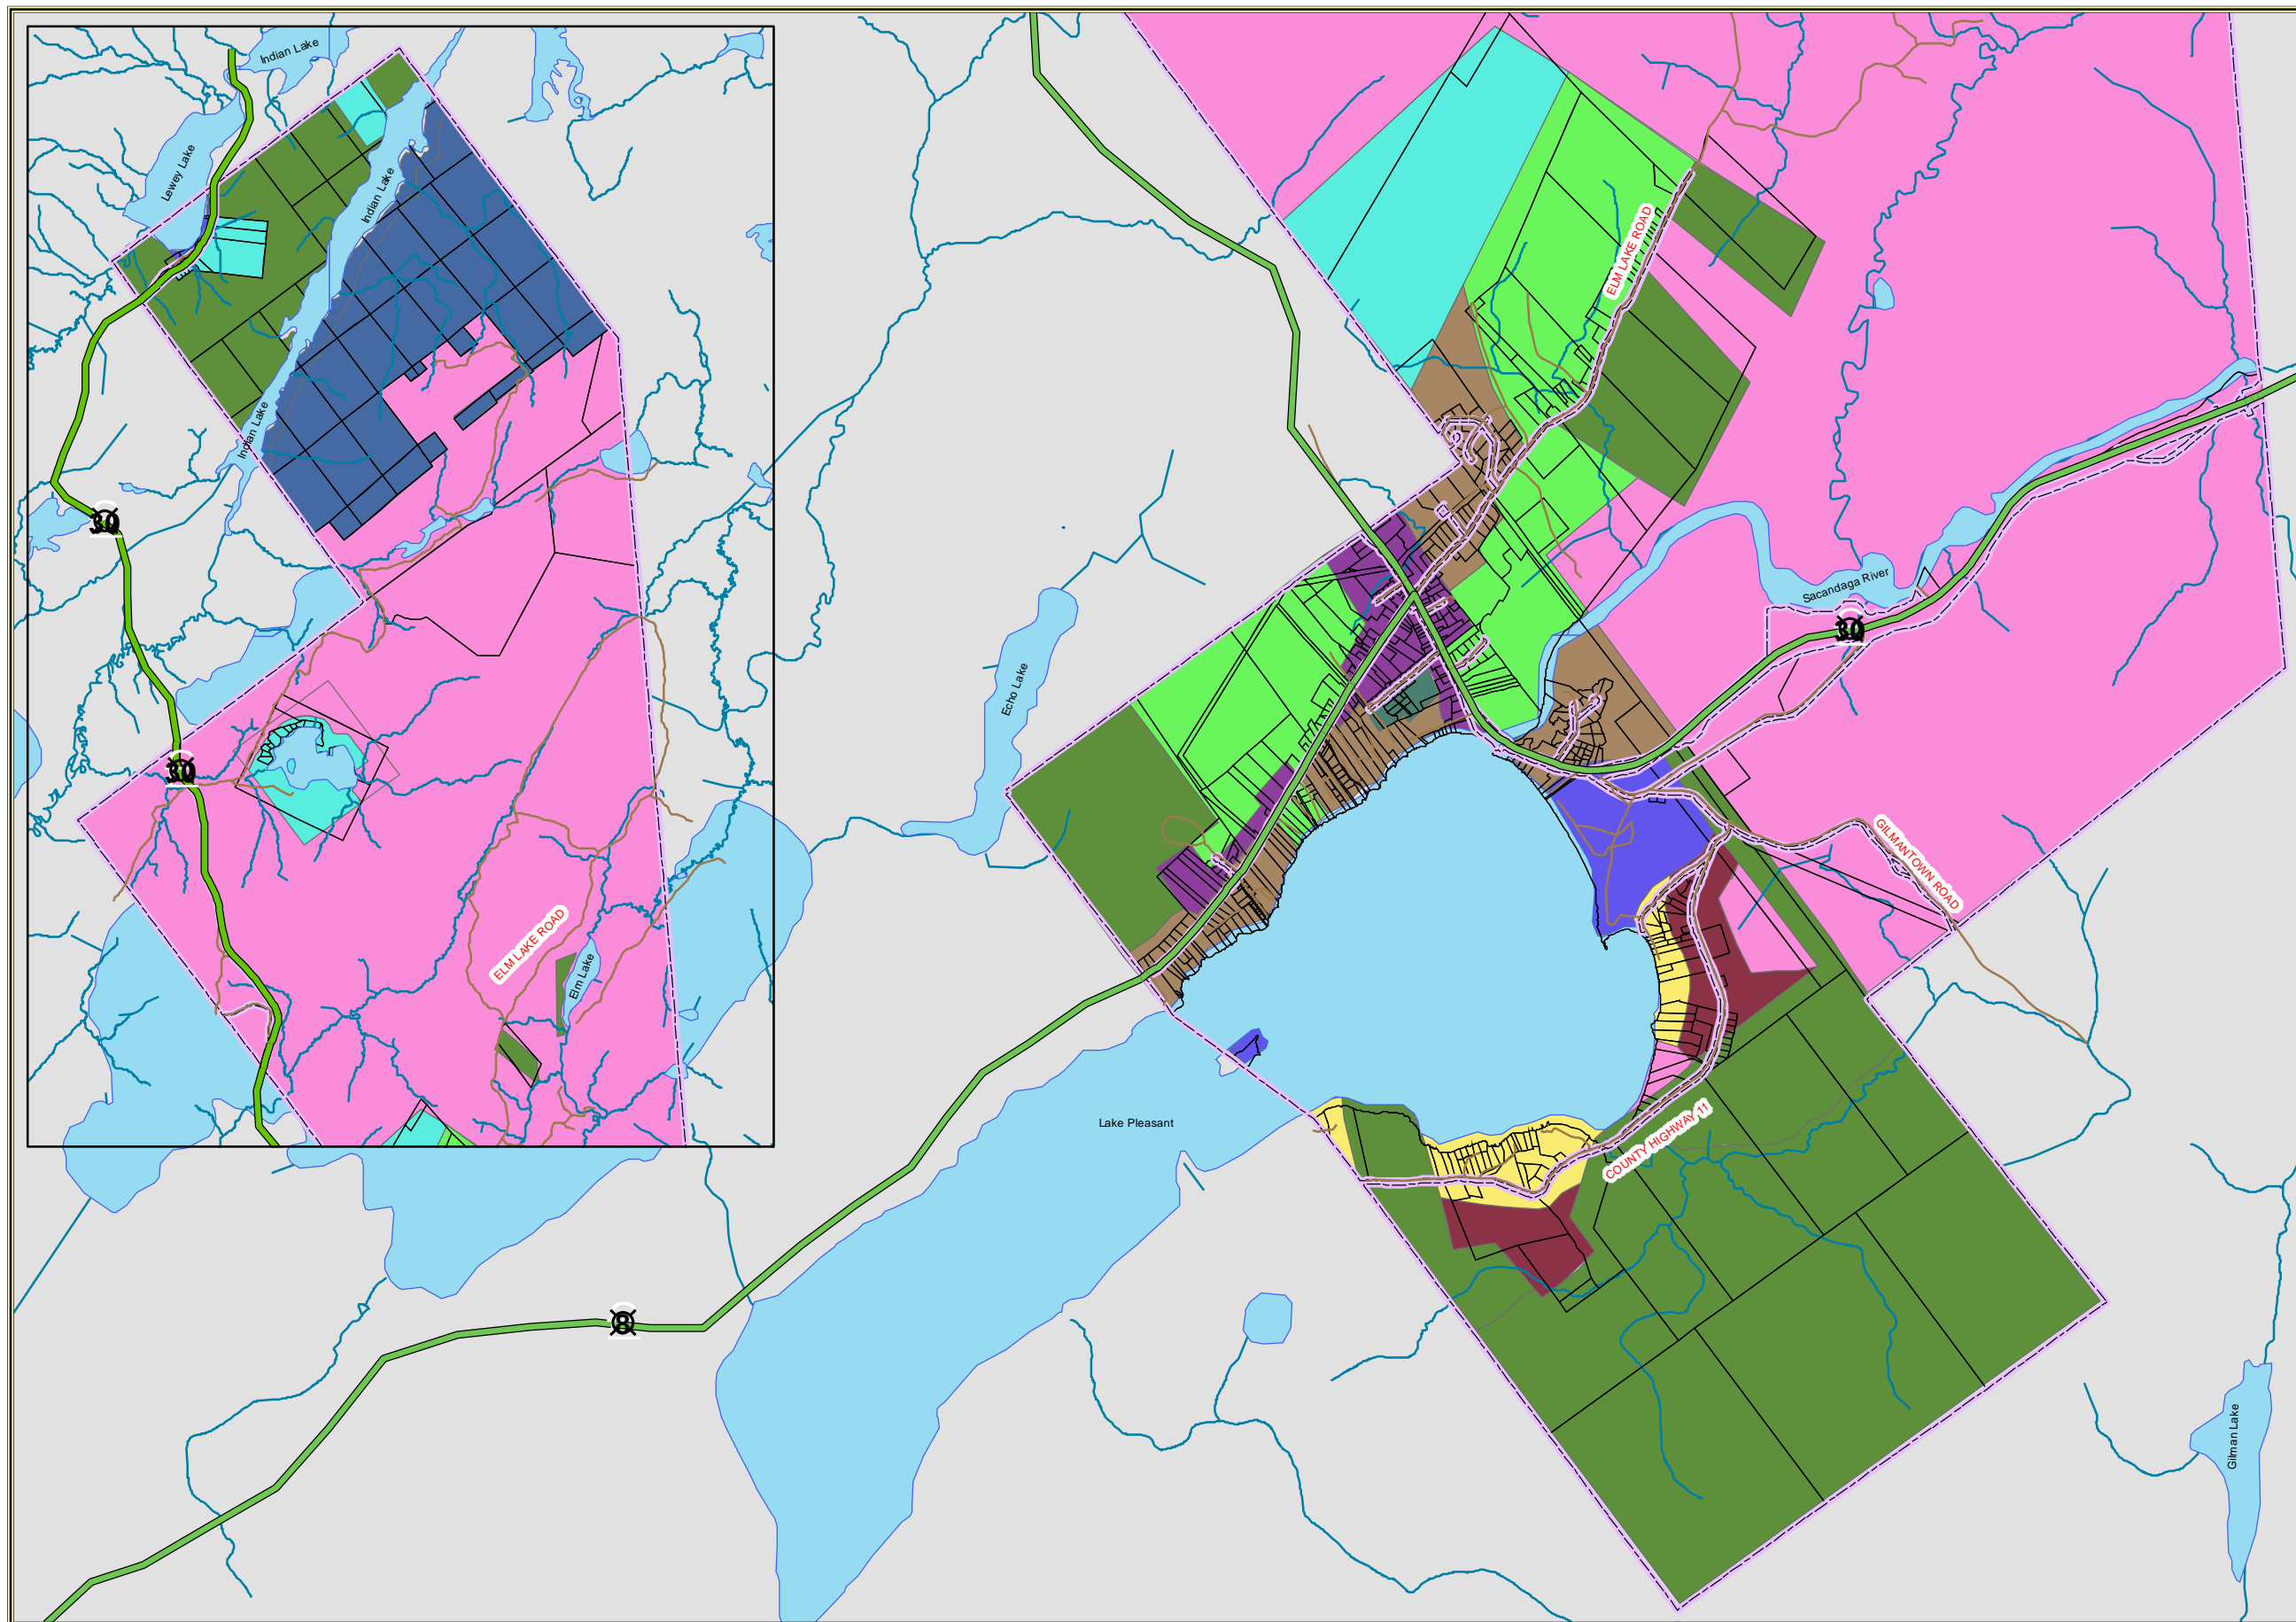 Indian Lake
Lewey Lake
Indian Lake
ELM LAKE ROAD
Indian Lake
30
Sacandaga River
30
Echo Lake
30
GILMANTOWN ROAD
ELM LAKE ROAD
Elm Lake
Lake Pleasant
COUNTY HIGHWAY 11
8
Gilman Lake